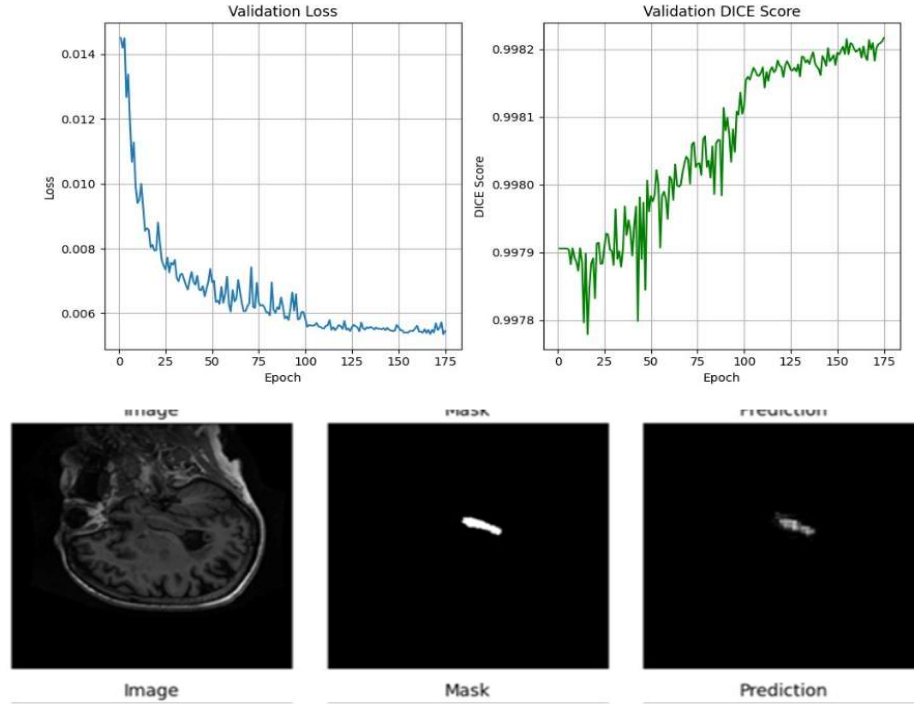 Validation Loss
0.014
0.012
0.010
0.008
0.006
Loss
0 25 50 75 100 125 150 175
Epoch
Validation DICE Score
0.9982
0.9981
0.9980
0.9979
0.9978
DICE Score
0 25 50 75 100 125 150 175
Epoch
Image Mask Prediction
Image Mask Prediction